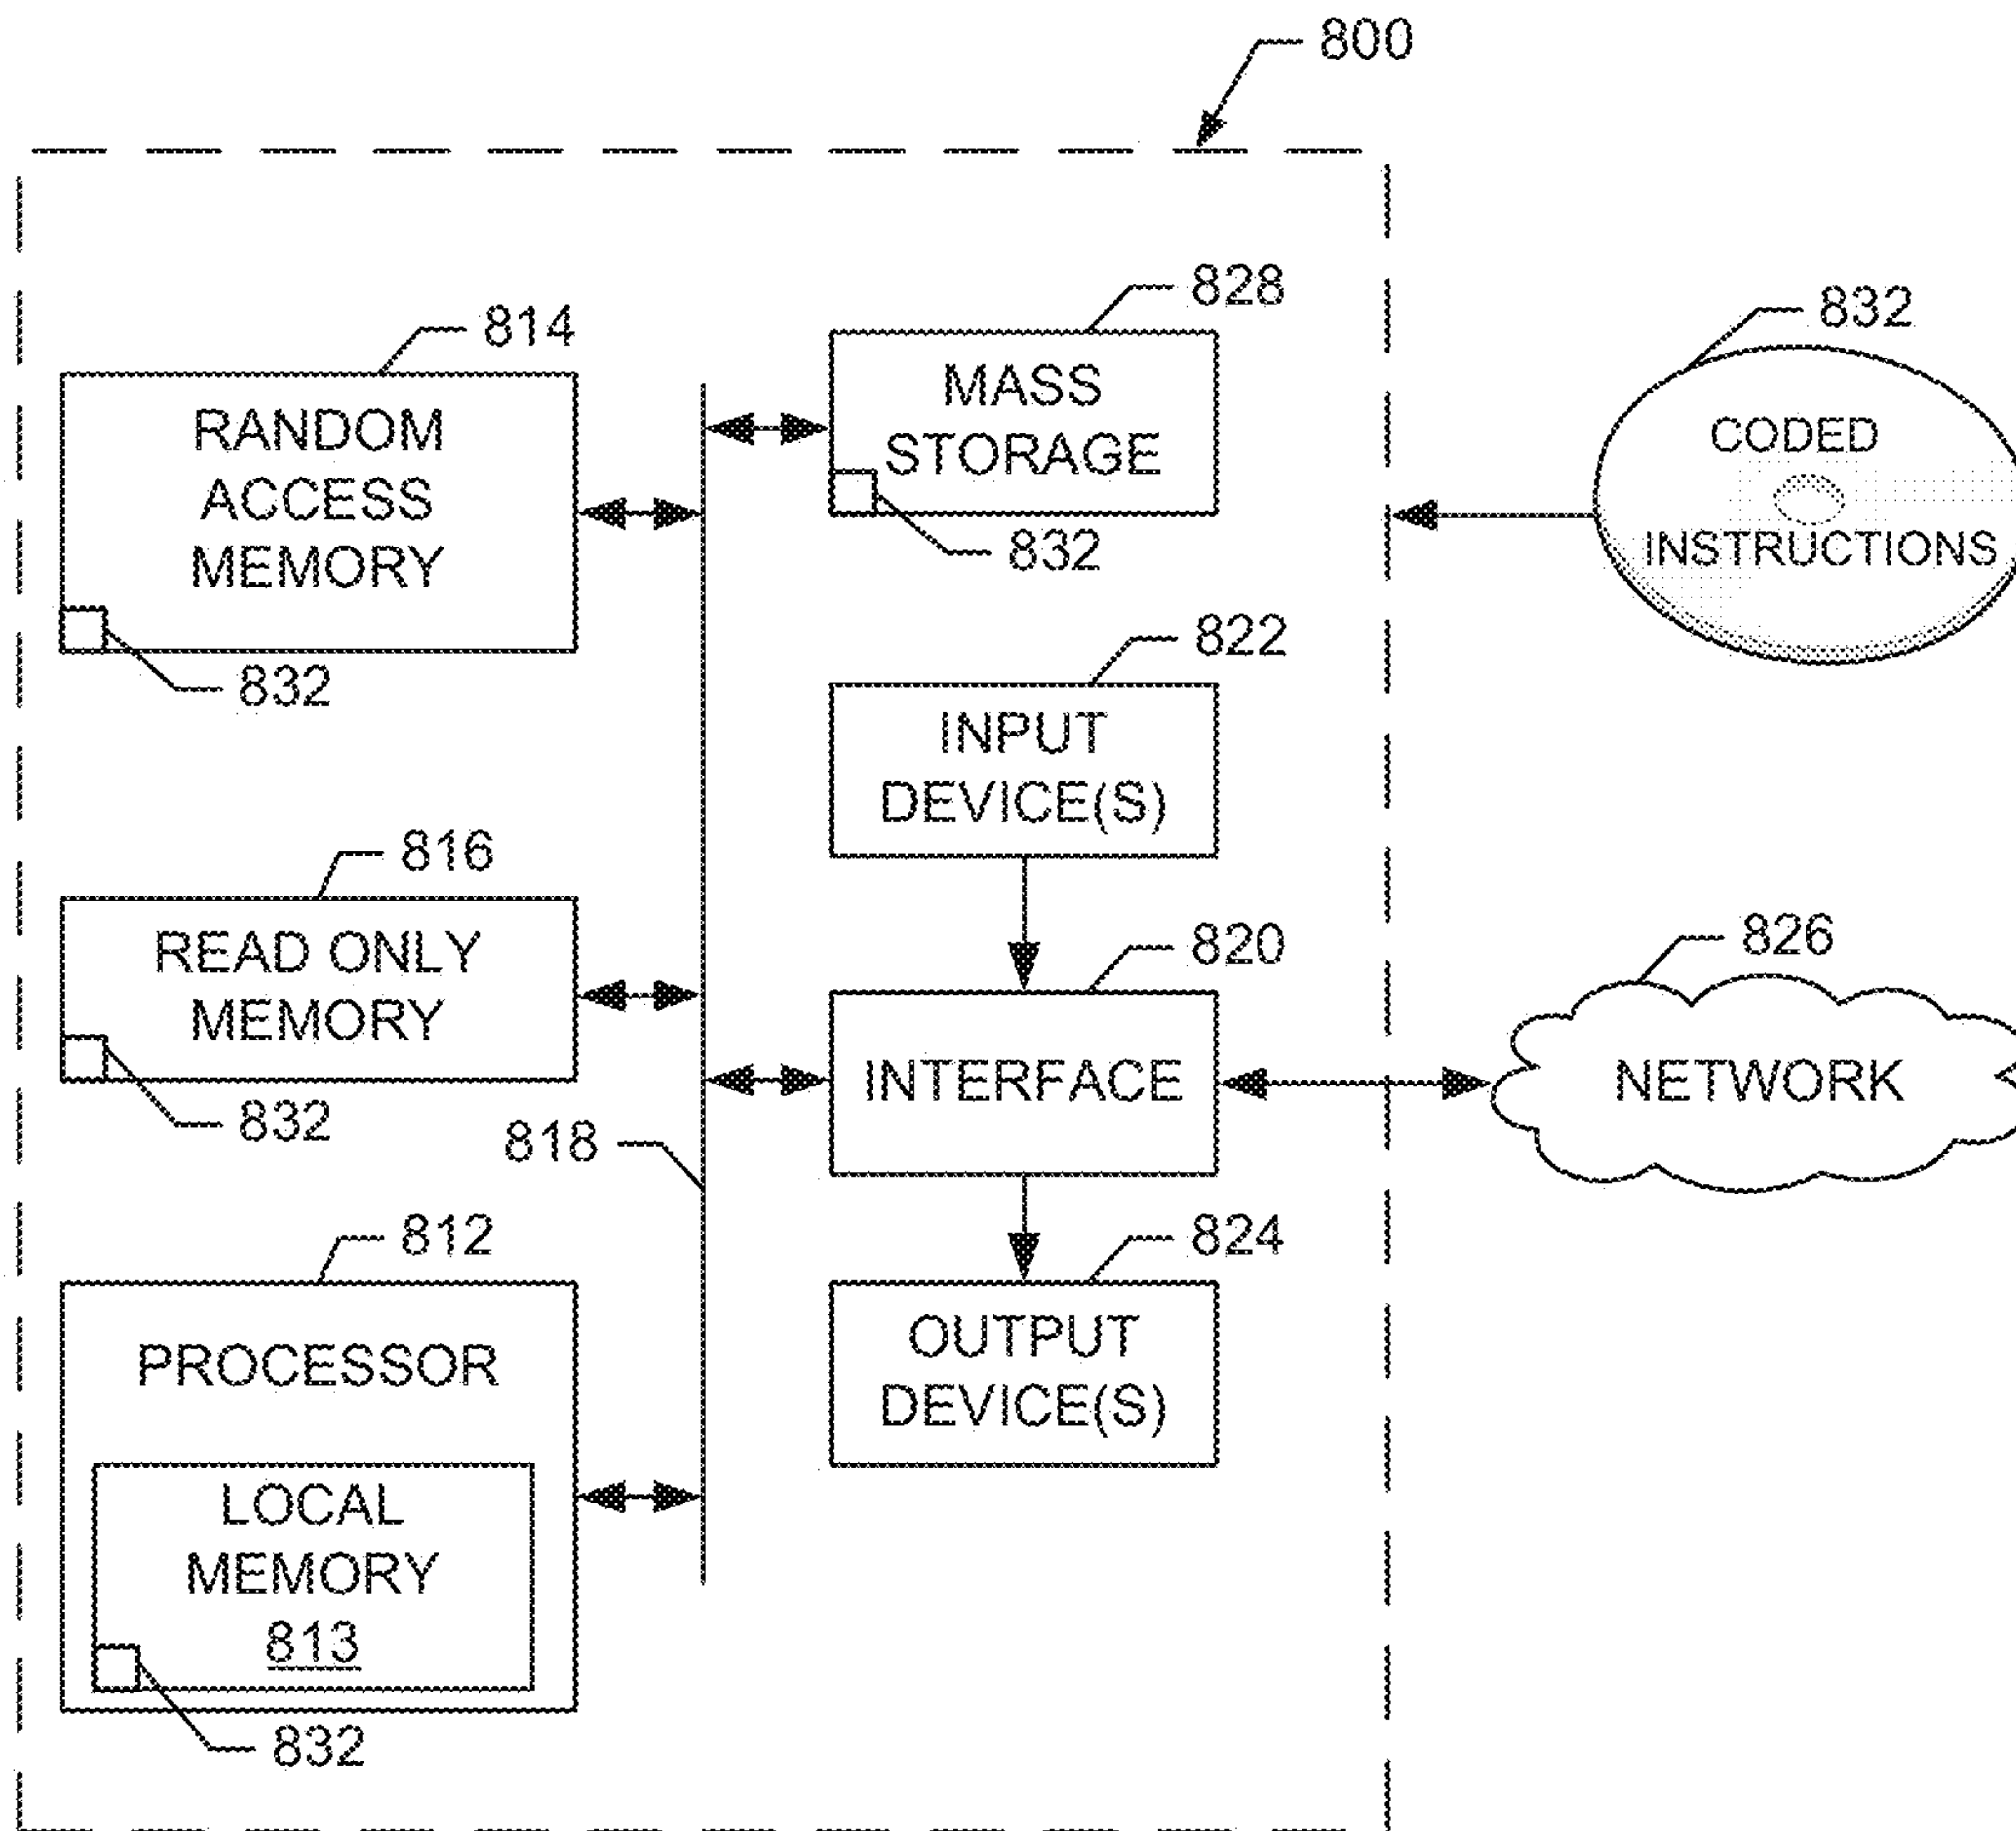 800
828
MASS
STORAGE
832
814
RANDOM
ACCESS
MEMORY
832
832
CODED
INSTRUCTIONS
822
INPUT
DEVICE(S)
816
READ ONLY
MEMORY
832
820
INTERFACE
826
NETWORK
818
812
PROCESSOR
LOCAL
MEMORY
813
832
824
OUTPUT
DEVICE(S)